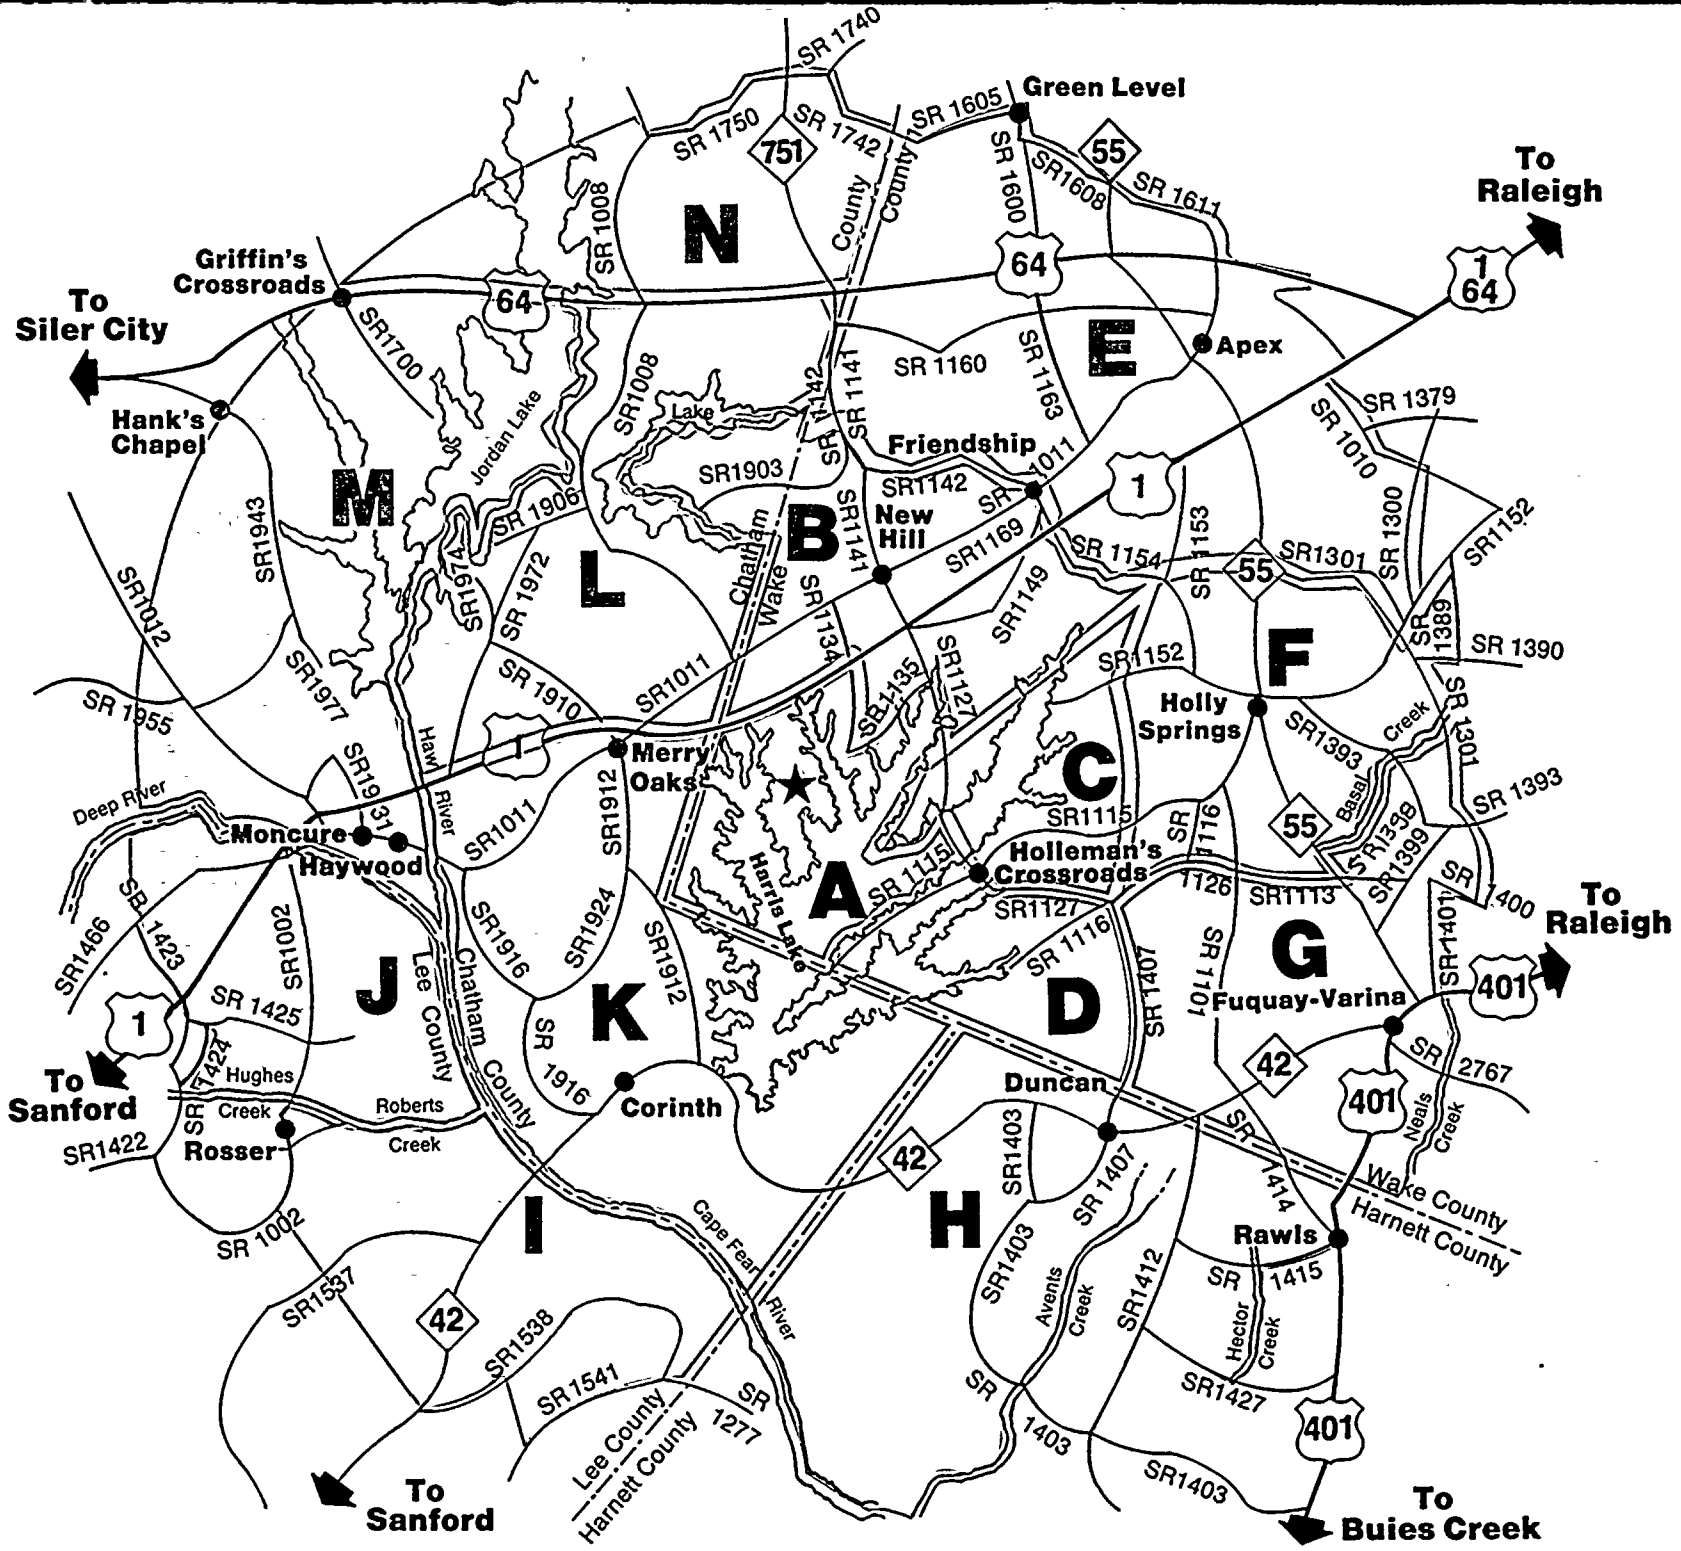 SR 1740
Green Level
SR 1605
SR 1750
751
SR 1742
55
To
Raleigh
SR 1600
SR1608
SR 1611
County
County
SR 1008
N
Griffin's
Crossroads
64
64
1
64
To
Siler City
SR1700
SR1008
SR 1141
SR 1160
SR 1163
E
Apex
Hank's
Chapel
Jordan Lake
Lake
SR 1142
SR 1379
SR 1010
Friendship
SR1903
SR1142
SR 1011
1
M
SR 1906
SR1943
B
SR1141
New
Hill
SR1169
SR 1153
SR 1300
SR1152
SR 1154
55
SR1301
SR1012
SR1974
SR 1972
L
Chatham
Wake
SR1134
SR1149
SR 1389
SR 1390
F
SR1152
SR1977
SR 1910
SR1011
SR1135
SR1127
SR 1955
Holly
Springs
SR1393
Creek
SR 1301
Haw
River
1
Merry
Oaks
C
Basal
SR 1393
SR1931
Deep River
SR1011
SR1912
SR1115
SR 1116
55
SR1398
SR1399
Moncure
Haywood
Holleman's
Crossroads
A
SR 1115
Harris Lake
1126
SR1113
SR 1400
SR1401
To
Raleigh
SR1127
SR1466
SR 1423
SR1002
SR1916
SR1924
SR1912
SR 1116
SR 1407
SR 1101
G
J
Lee County
Chatham
County
K
D
Fuquay-Varina
401
1
SR 1425
SR 1916
42
SR 2767
To
Sanford
SR 1424
Hughes
Creek
Roberts
Creek
Corinth
Duncan
401
Neals
Creek
SR1422
Rosser
42
SR1403
SR 1407
SR 1414
Wake County
Harnett County
SR 1002
I
Cape Fear
River
H
SR1403
Avents
Creek
SR1412
Rawls
SR 1415
SR1537
42
SR1538
Hector
Creek
SR 1541
SR 1277
SR 1403
SR1427
401
Lee County
Harnett County
SR1403
To
Sanford
To
Buies Creek